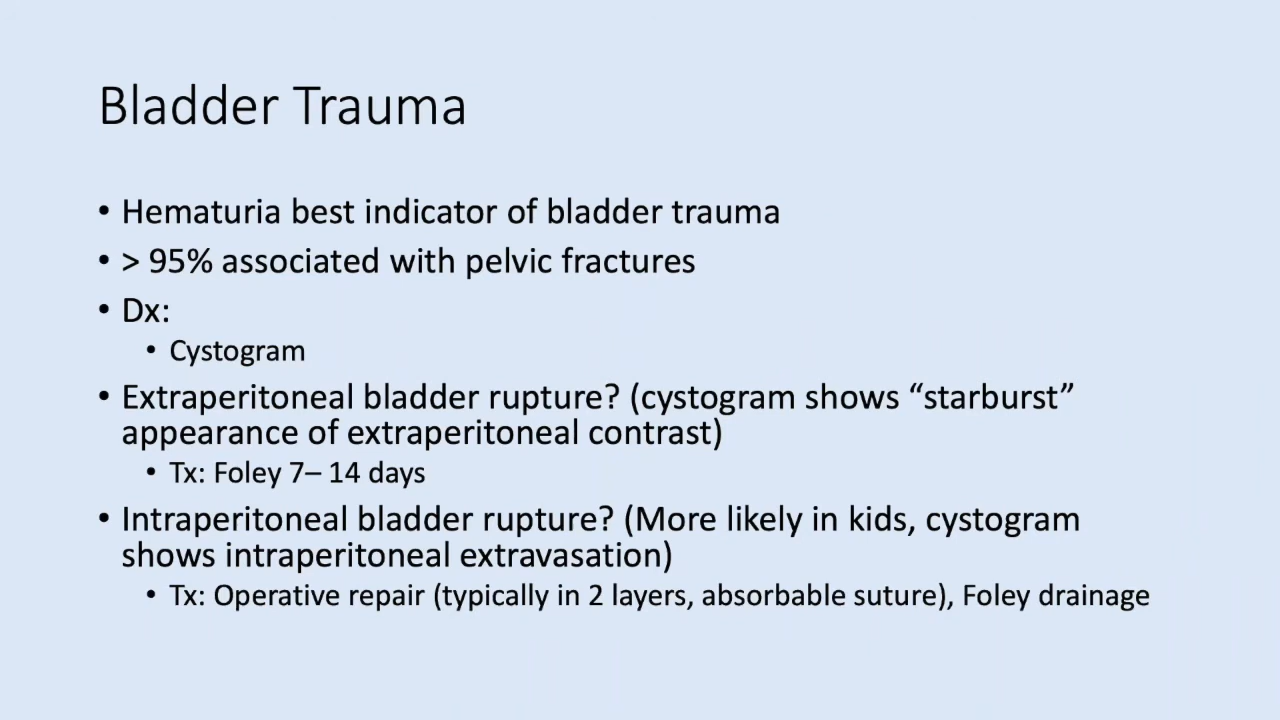 Bladder Trauma
• Hematuria best indicator of bladder trauma
• > 95% associated with pelvic fractures
• Dx:
• Cystogram
• Extraperitoneal bladder rupture? (cystogram shows “starburst”
appearance of extraperitoneal contrast)
• Tx: Foley 7– 14 days
• Intraperitoneal bladder rupture? (More likely in kids, cystogram
shows intraperitoneal extravasation)
• Tx: Operative repair (typically in 2 layers, absorbable suture), Foley drainage